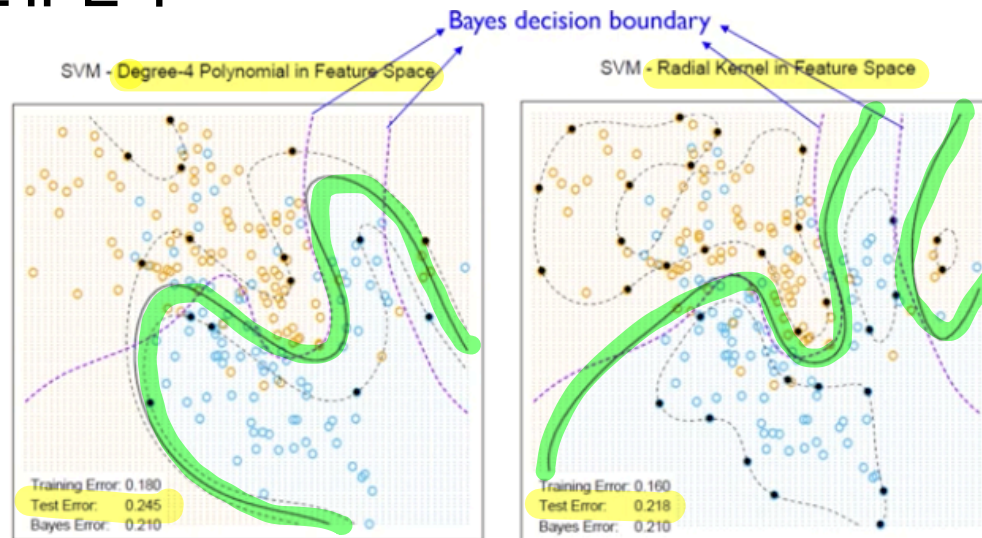 Bayes decision boundary
SVM - Degree-4 Polynomial in Feature Space
Training Error: 0.180
Test Error: 0.245
Bayes Error: 0.210
SVM - Radial Kernel in Feature Space
Training Error: 0.160
Test Error: 0.218
Bayes Error: 0.210